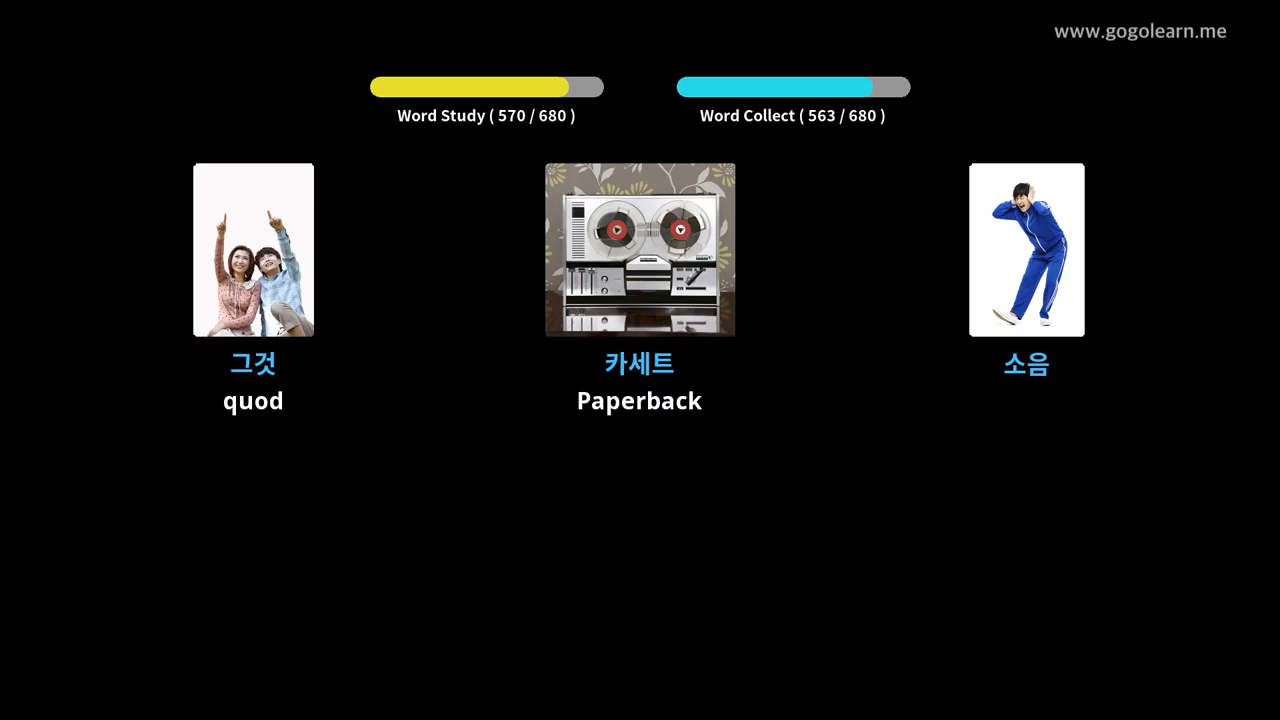 www.gogolearn.me
Word Study ( 570 / 680 )
Word Collect ( 563 / 680 )
그것
카세트
소음
quod
Paperback